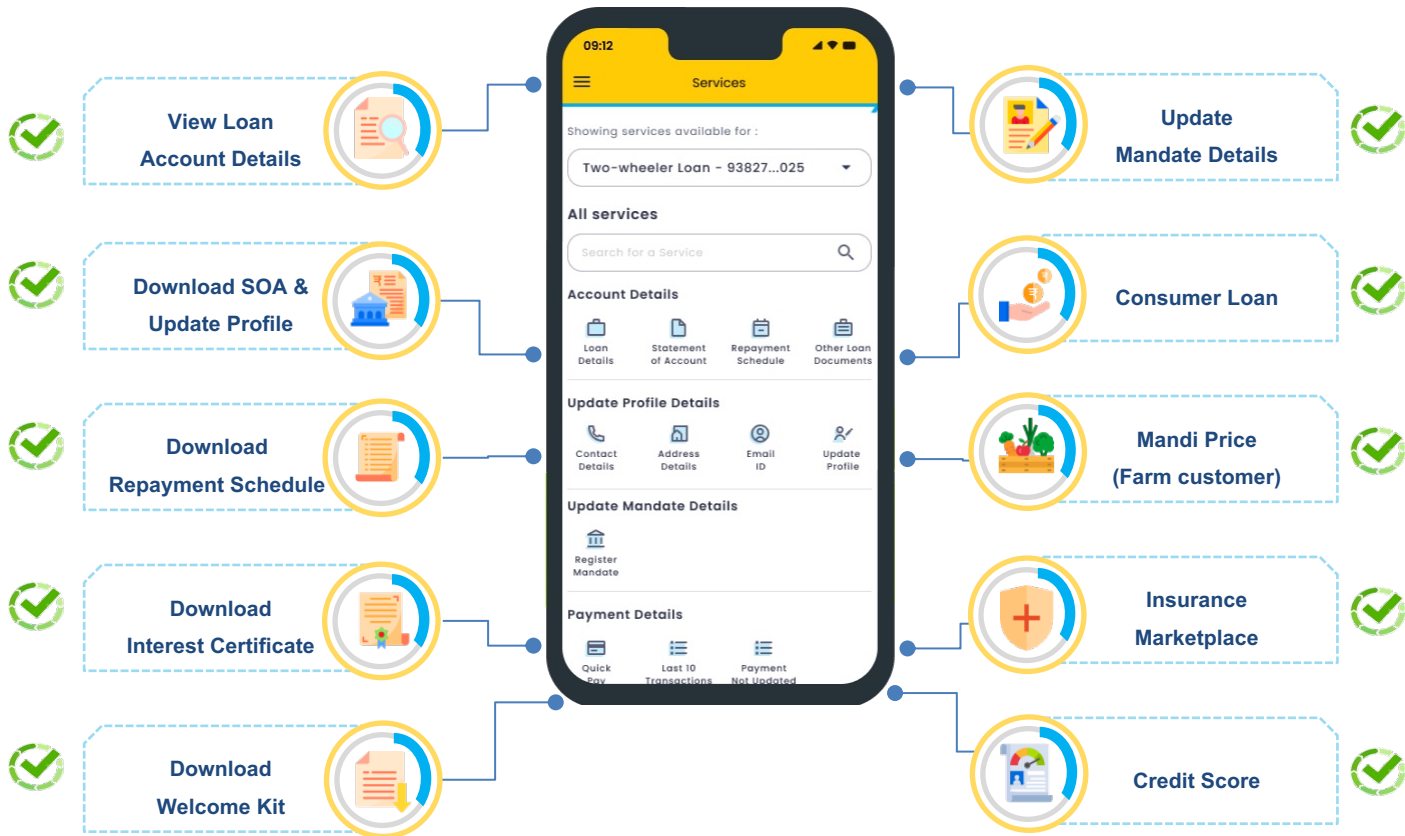 View Loan
Account Details
Download SOA &
Update Profile
Download
Repayment Schedule
Download
Interest Certificate
Download
Welcome Kit
09:12
Services
Showing services available for :
Two-wheeler Loan - 93827...025
All services
Search for a Service
Account Details
Loan
Details
Statement
of Account
Repayment
Schedule
Other Loan
Documents
Update Profile Details
Contact
Details
Address
Details
Email
ID
Update
Profile
Update Mandate Details
Register
Mandate
Payment Details
Quick
Pay
Last 10
Transactions
Payment
Not Updated
Update
Mandate Details
Consumer Loan
Mandi Price
(Farm customer)
Insurance
Marketplace
Credit Score